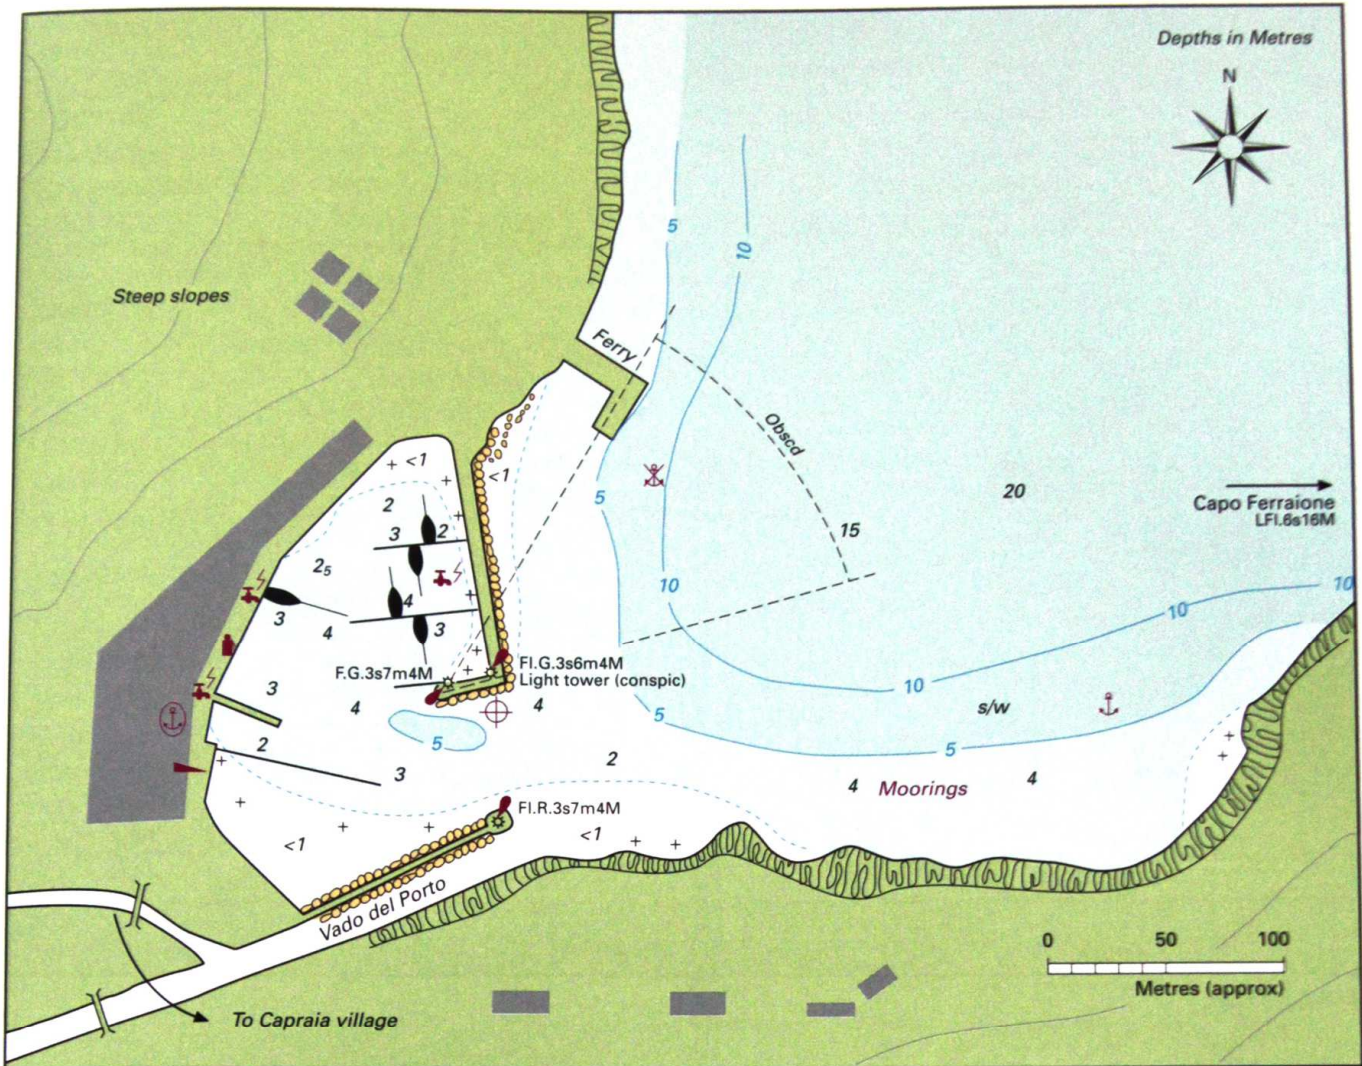 Depths in Metres
N
5
10
Steep slopes
Ferry
Obscd
<1
<1
20
Capo Ferraione
LFl.6s16M
5
2
3
2
15
2₅
10
10
4
3
4
3
10
F.G.3s7m4M
Fl.G.3s6m4M
Light tower (conspic)
3
4
4
10
s/w
5
5
2
5
3
2
4
Moorings
4
Fl.R.3s7m4M
<1
<1
Vado del Porto
0 50 100
Metres (approx)
To Capraia village